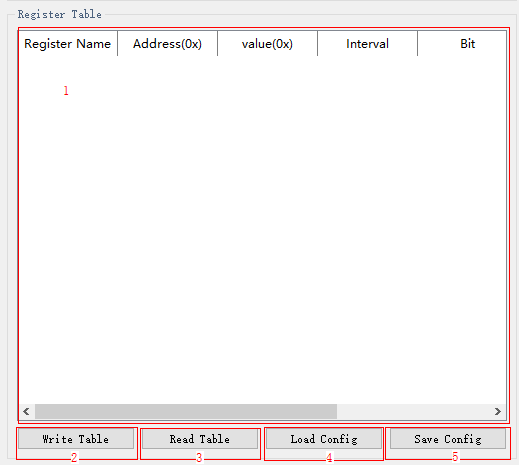 Register Table
Register Name Address(0x) value(0x) Interval Bit
1
Write Table Read Table Load Config Save Config
2 3 4 5